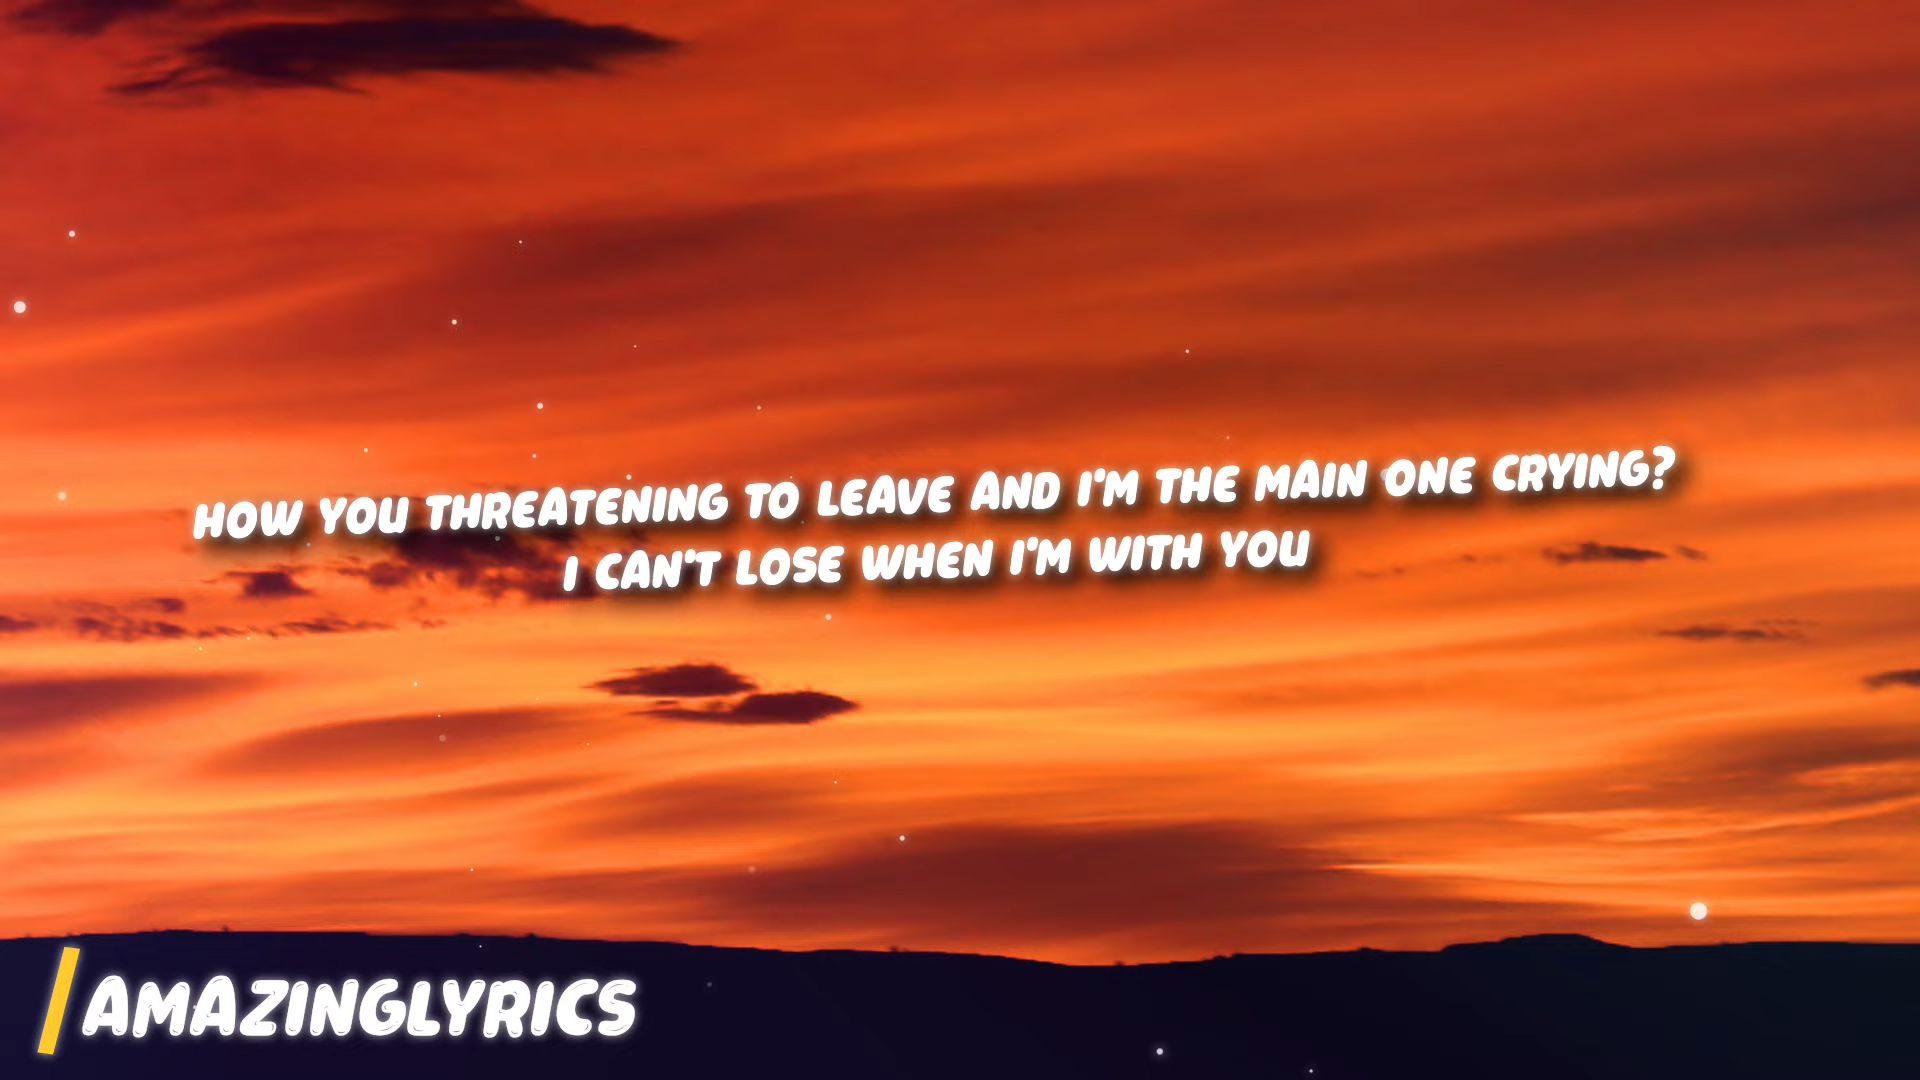 HOW YOU THREATENING TO LEAVE AND I'M THE MAIN ONE CRYING?
I CAN'T LOSE WHEN I'M WITH YOU
AMAZINGLYRICS